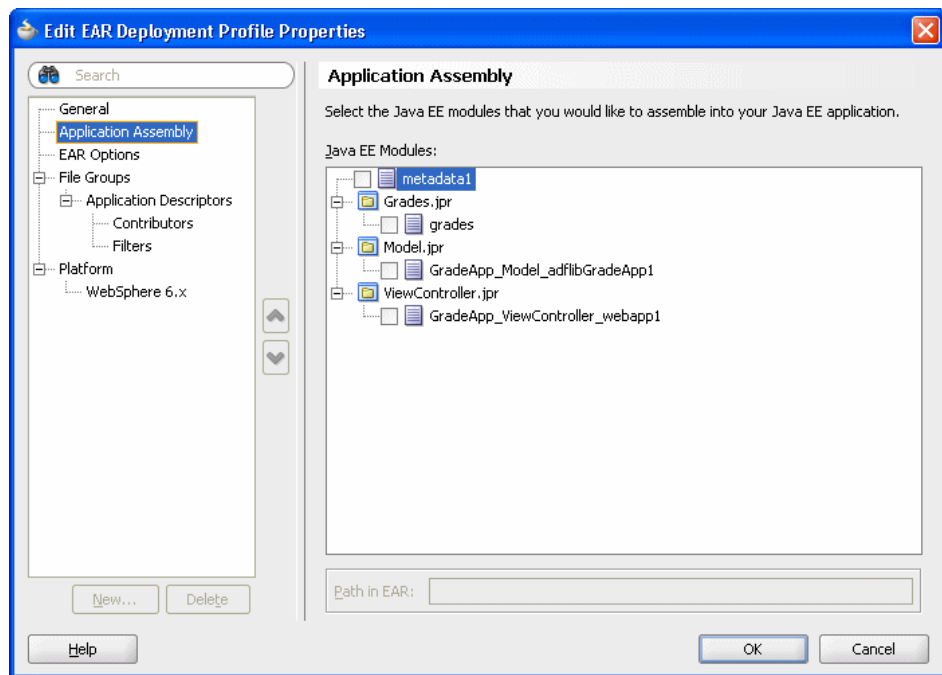 Edit EAR Deployment Profile Properties
Search
General
Application Assembly
EAR Options
File Groups
Application Descriptors
Contributors
Filters
Platform
WebSphere 6.x
New...
Delete
Application Assembly
Select the Java EE modules that you would like to assemble into your Java EE application.
Java EE Modules:
metadata1
Grades.jpr
grades
Model.jpr
GradeApp_Model_adflibGradeApp1
ViewController.jpr
GradeApp_ViewController_webapp1
Path in EAR:
Help
OK
Cancel